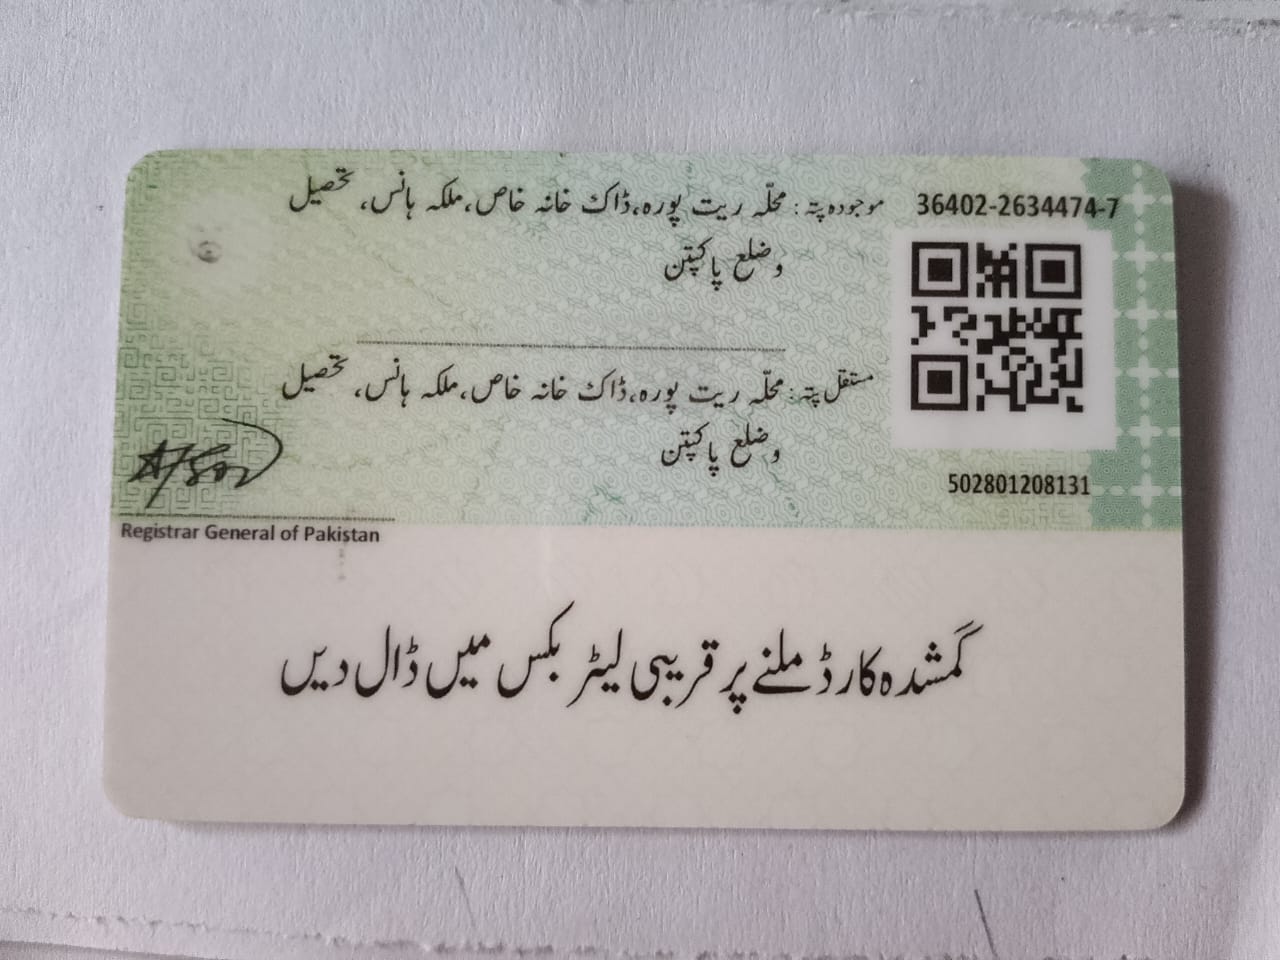 موجودہ پتہ: محلّہ ریت پورہ،ڈاک خانہ خاص،ملکہ ہانس، تحصیل
و ضلع پاکپتن
36402-2634474-7
مستقل پتہ: محلّہ ریت پورہ،ڈاک خانہ خاص،ملکہ ہانس، تحصیل
و ضلع پاکپتن
502801208131
Registrar General of Pakistan
گمشدہ کارڈ ملنے پر قریبی لیٹر بکس میں ڈال دیں